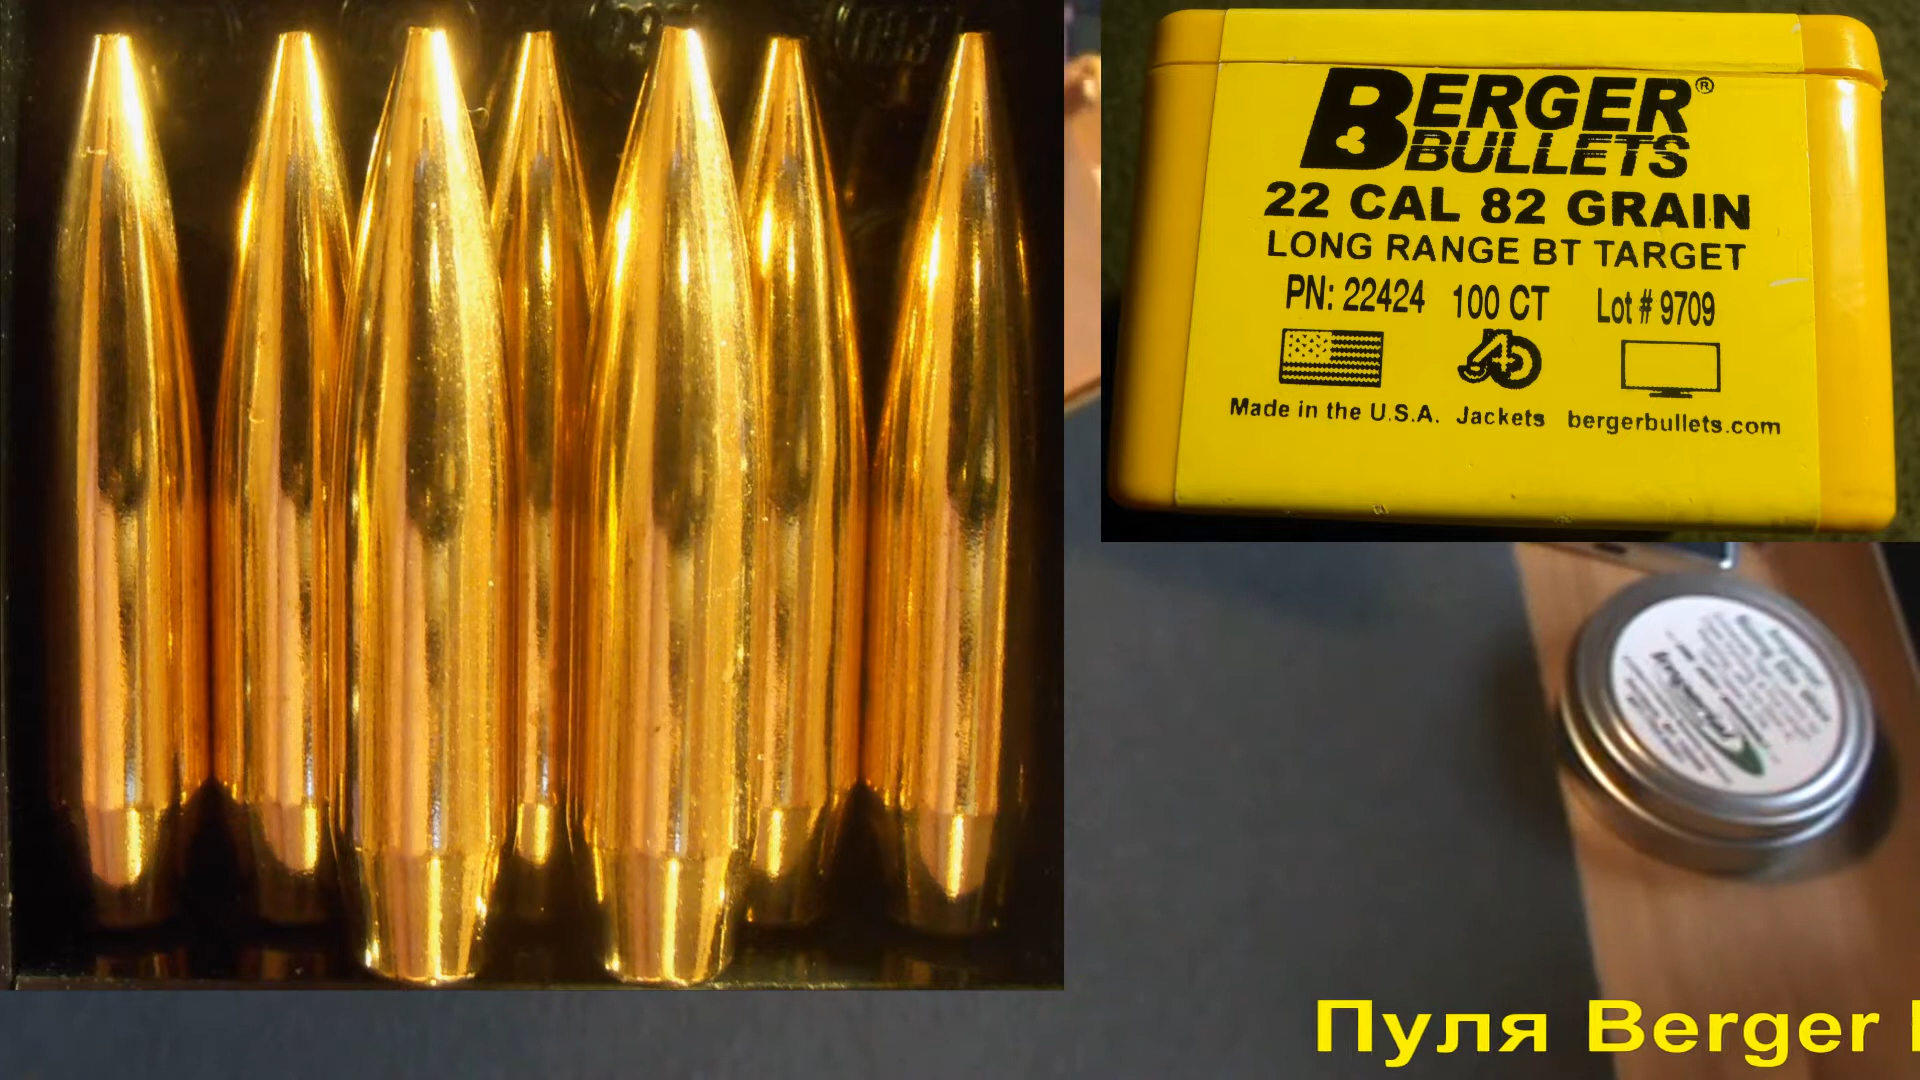 BERGER®
BULLETS
22 CAL 82 GRAIN
LONG RANGE BT TARGET
PN: 22424 100 CT Lot # 9709
Made in the U.S.A. Jackets bergerbullets.com
Пуля Berger